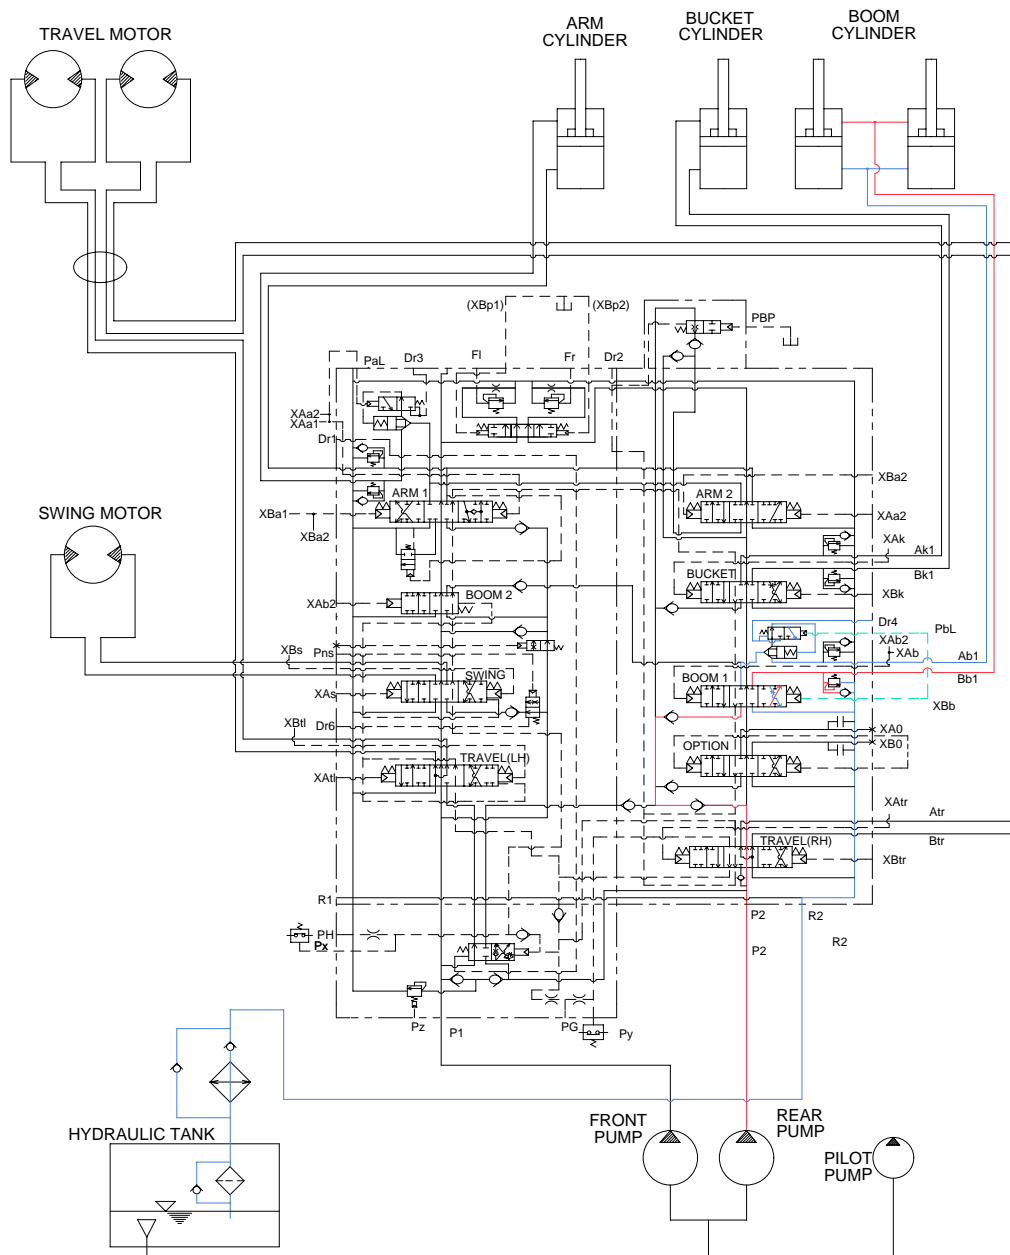 TRAVEL MOTOR
ARM
CYLINDER
BUCKET
CYLINDER
BOOM
CYLINDER
(XBp1)
(XBp2)
PBP
PaL
Dr3
Fl
Fr
Dr2
XAa2
XAa1
Dr1
XBa2
ARM 1
ARM 2
SWING MOTOR
XBa1
XBa2
XAa2
XAk
Ak1
BUCKET
Bk1
XAb2
BOOM 2
XBk
Dr4
PbL
XAb2
XBs
Pns
XAb
Ab1
SWING
Bb1
XAs
BOOM 1
XBb
Dr6
XBtl
XA0
XB0
OPTION
TRAVEL(LH)
XAtl
XAtr
Atr
TRAVEL(RH)
Btr
XBtr
R1
P2
R2
PH
Px
P2
R2
Pz
P1
PG
Py
HYDRAULIC TANK
FRONT
PUMP
REAR
PUMP
PILOT
PUMP